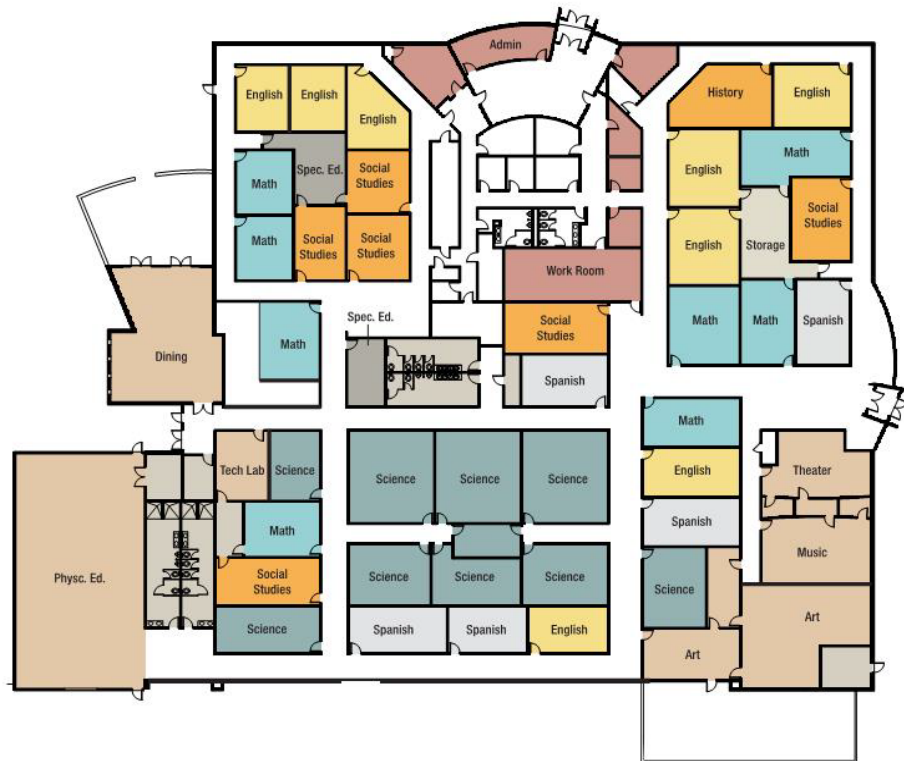 Admin
English
English
English
History
English
Spec. Ed.
Math
Social
Studies
English
Math
Social
Studies
Math
Social
Studies
Social
Studies
English
Storage
Work Room
Spec. Ed.
Social
Studies
Math
Math
Spanish
Dining
Math
Spanish
Math
Tech Lab
Science
Science
Science
Science
English
Theater
Math
Spanish
Music
Physc. Ed.
Social
Studies
Science
Science
Science
Science
Art
Science
Spanish
Spanish
English
Art